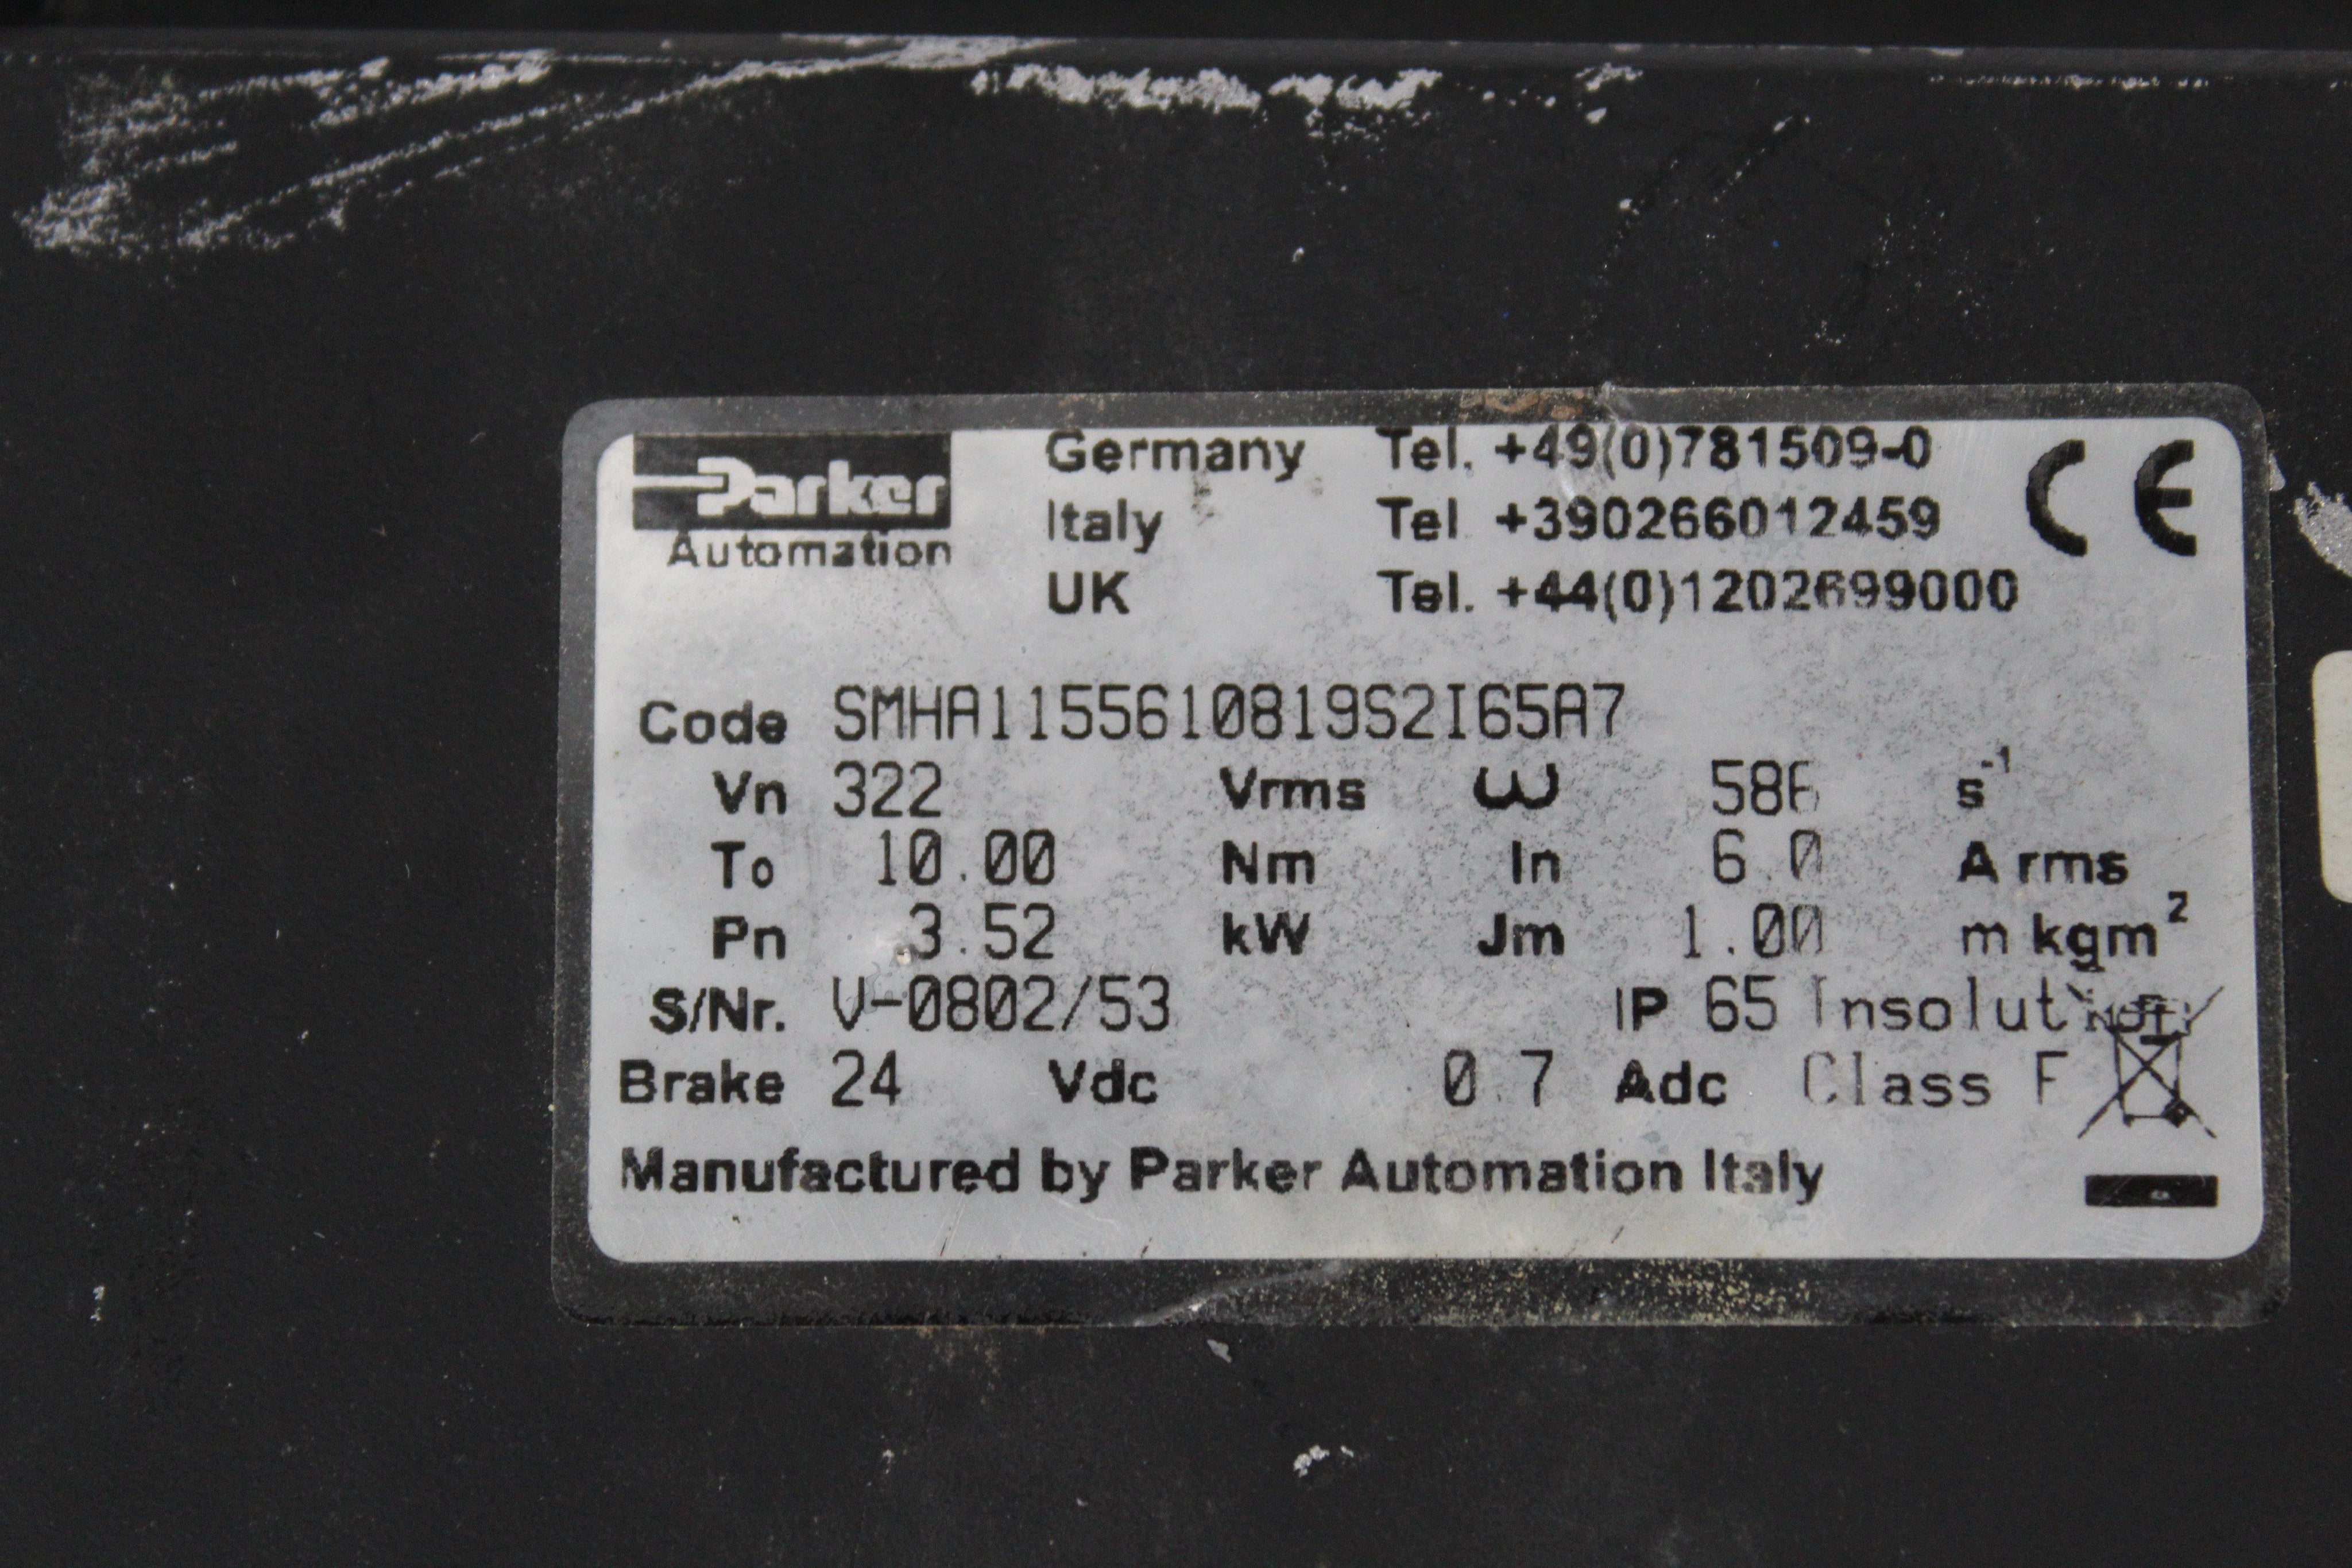 Parker
Automation
Germany Tel. +49(0)781509-0
Italy Tel +390266012459
UK Tel. +44(0)1202699000
CE
Code SMHA1155610819S2I65A7
Vn 322 Vrms ω 586 s⁻¹
To 10.00 Nm In 6.0 A rms
Pn 3.52 kW Jm 1.00 m kgm²
S/Nr. V-0802/53 IP 65 Insolution
Brake 24 Vdc 0.7 Adc Class F
Manufactured by Parker Automation Italy